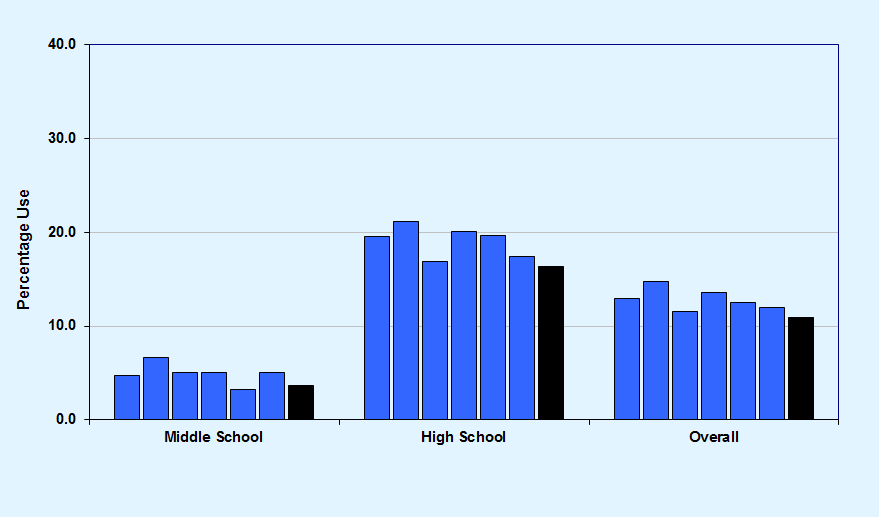 40.0
30.0
20.0
10.0
0.0
Percentage Use
Middle School
High School
Overall